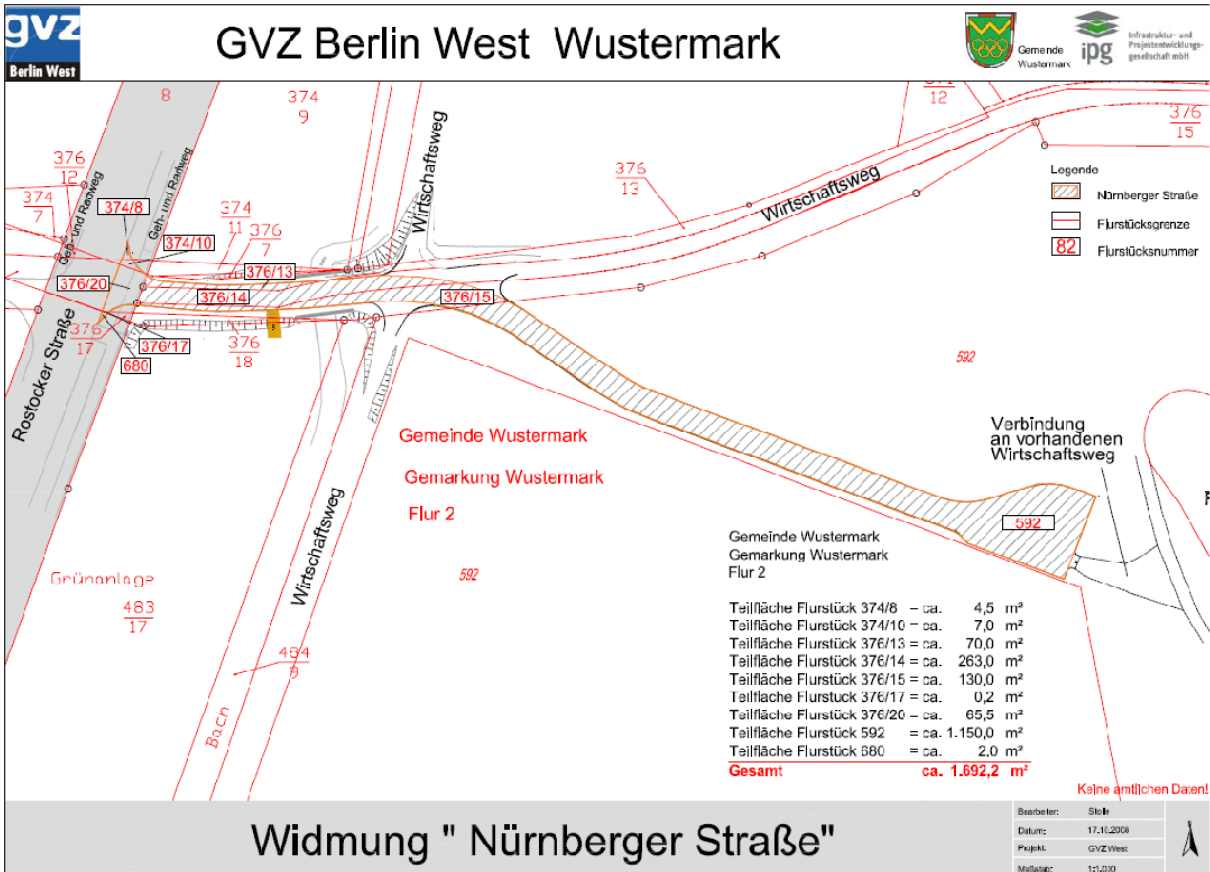 gvz
Berlin West
GVZ Berlin West Wustermark
Gemeinde
Wustermark
ipg
Infrastruktur- und
Projektentwicklungs-
gesellschaft mbH
8
374
9
12
376
15
376
12
374
7
Geh- und Radweg
Geh- und Radweg
374/8
374
11
376
7
374/10
376/13
376/20
376/14
376/15
376
13
Wirtschaftsweg
Wirtschaftsweg
Legende
Nürnberger Straße
Flurstücksgrenze
82 Flurstücksnummer
Rostocker Straße
376
17
376/17
680
376
18
592
Gemeinde Wustermark
Gemarkung Wustermark
Flur 2
Verbindung
an vorhandenen
Wirtschaftsweg
592
Wirtschaftsweg
592
Grünanlage
483
17
484
9
Bach
Gemeinde Wustermark
Gemarkung Wustermark
Flur 2
Teilfläche Flurstück 374/8 = ca. 4,5 m²
Teilfläche Flurstück 374/10 = ca. 7,0 m²
Teilfläche Flurstück 376/13 = ca. 70,0 m²
Teilfläche Flurstück 376/14 = ca. 263,0 m²
Teilfläche Flurstück 376/15 = ca. 130,0 m²
Teilfläche Flurstück 376/17 = ca. 0,2 m²
Teilfläche Flurstück 376/20 = ca. 65,5 m²
Teilfläche Flurstück 592 = ca. 1.150,0 m²
Teilfläche Flurstück 680 = ca. 2,0 m²
Gesamt ca. 1.692,2 m²
Keine amtlichen Daten!
Widmung " Nürnberger Straße"
Bearbeiter: Stolle
Datum: 17.10.2008
Projekt: GVZ West
Maßstab: 1:1.000